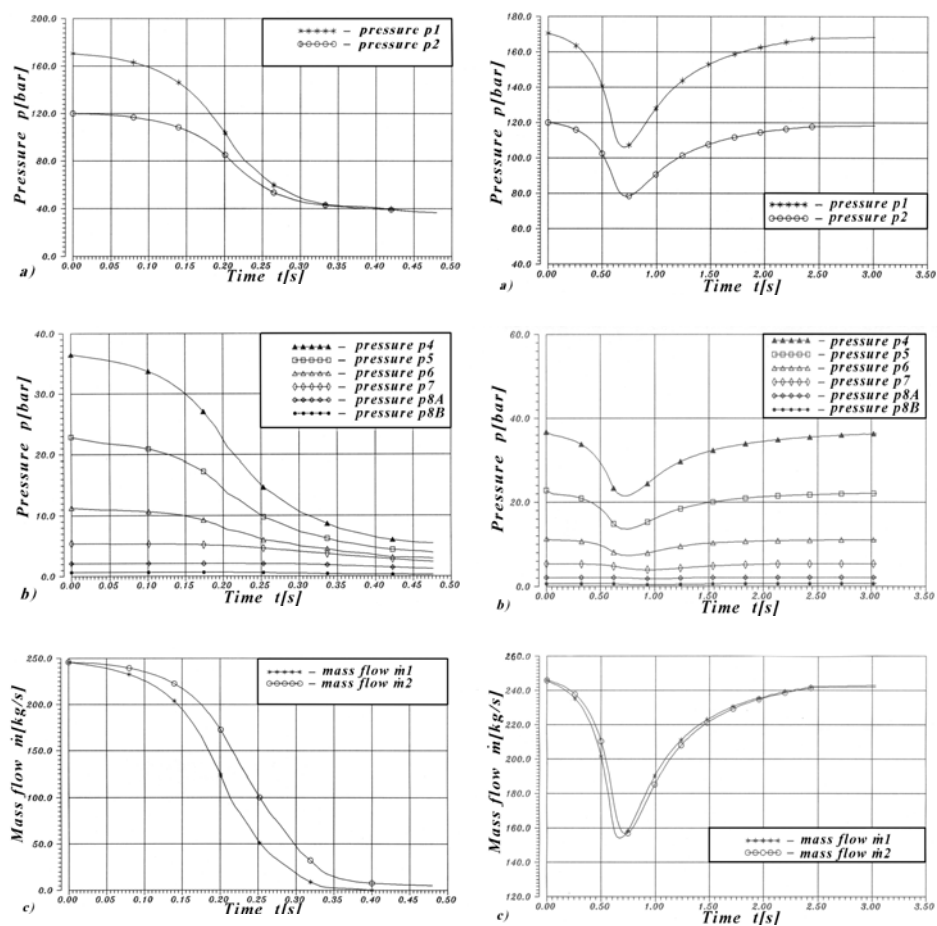 200.0
160.0
120.0
80.0
40.0
0.0
Pressure p[bar]
– pressure p1
– pressure p2
0.00 0.05 0.10 0.15 0.20 0.25 0.30 0.35 0.40 0.45 0.50
a)
Time t[s]
180.0
160.0
140.0
120.0
100.0
80.0
60.0
40.0
Pressure p[bar]
– pressure p1
– pressure p2
0.00 0.50 1.00 1.50 2.00 2.50 3.00 3.50
a)
Time t[s]
40.0
30.0
20.0
10.0
0.0
Pressure p[bar]
– pressure p4
– pressure p5
– pressure p6
– pressure p7
– pressure p8A
– pressure p8B
0.00 0.05 0.10 0.15 0.20 0.25 0.30 0.35 0.40 0.45 0.50
b)
Time t[s]
60.0
40.0
20.0
0.0
Pressure p[bar]
– pressure p4
– pressure p5
– pressure p6
– pressure p7
– pressure p8A
– pressure p8B
0.00 0.50 1.00 1.50 2.00 2.50 3.00 3.50
b)
Time t[s]
250.0
200.0
150.0
100.0
50.0
0.0
Mass flow ṁ[kg/s]
– mass flow ṁ1
– mass flow ṁ2
0.00 0.05 0.10 0.15 0.20 0.25 0.30 0.35 0.40 0.45 0.50
c)
Time t[s]
260.0
240.0
220.0
200.0
180.0
160.0
140.0
120.0
Mass flow ṁ[kg/s]
– mass flow ṁ1
– mass flow ṁ2
0.00 0.50 1.00 1.50 2.00 2.50 3.00 3.50
c)
Time t[s]